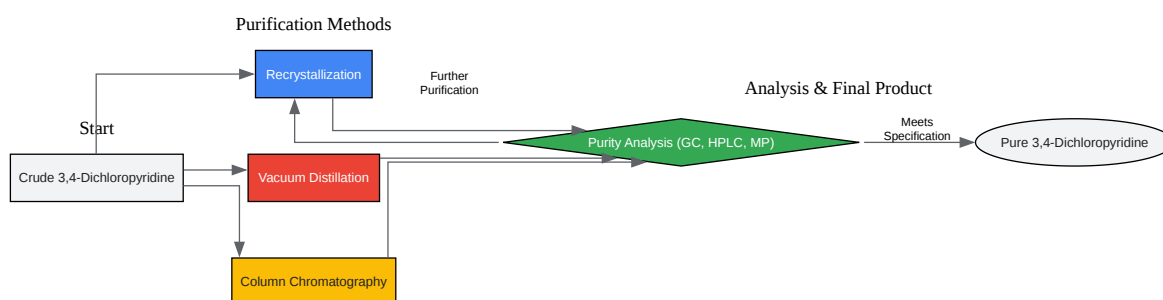 Purification Methods
Recrystallization
Further
Purification
Analysis & Final Product
Start
Meets
Specification
Purity Analysis (GC, HPLC, MP)
Pure 3,4-Dichloropyridine
Crude 3,4-Dichloropyridine
Vacuum Distillation
Column Chromatography